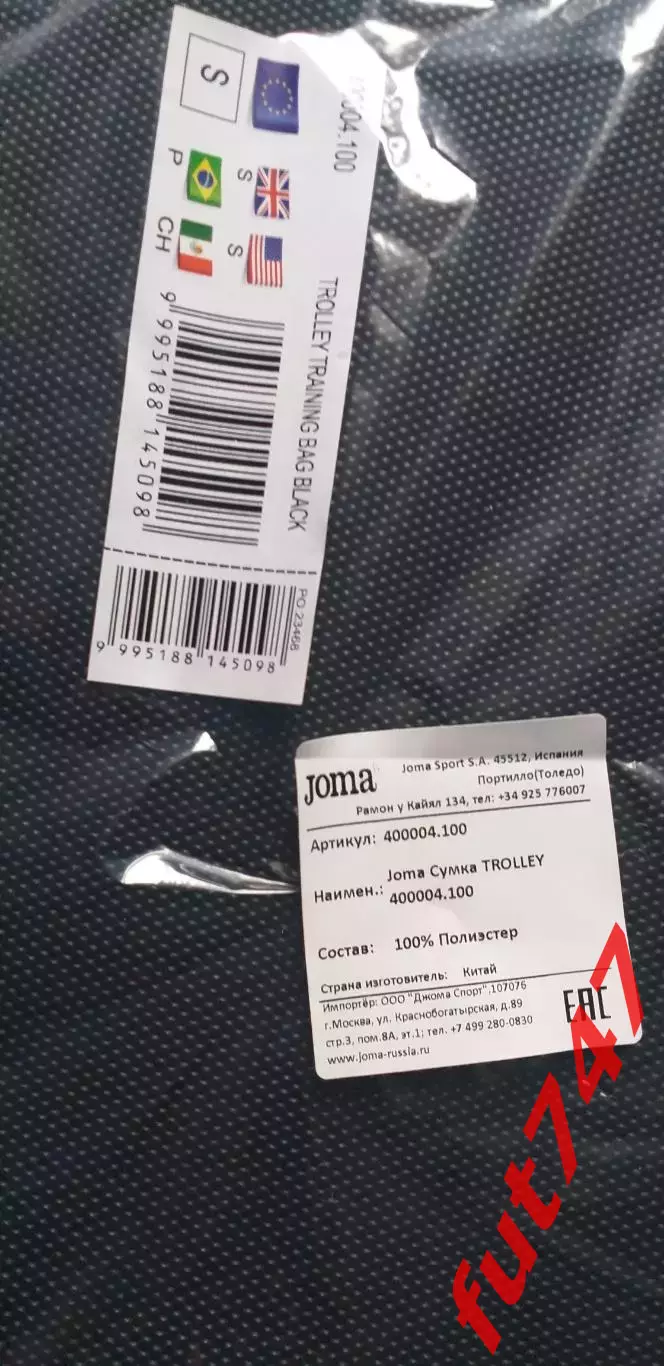 S
S
P
S
CH
004.100
TROLLEY TRAINING BAG BLACK
9 995188 145098
PO:23468
9 995188 145098
Joma
Joma Sport S.A. 45512, Испания
Портилло(Толедо)
Рамон у Кайял 134, тел: +34 925 776007
Артикул: 400004.100
Наимен.: Joma Сумка TROLLEY
400004.100
Состав: 100% Полиэстер
Страна изготовитель: Китай
Импортёр: ООО "Джома Спорт",107076
г.Москва, ул. Краснобогатырская, д.89
стр.3, пом.8А, эт.1; тел. +7 499 280-0830
www.joma-russia.ru
EAC
fut747